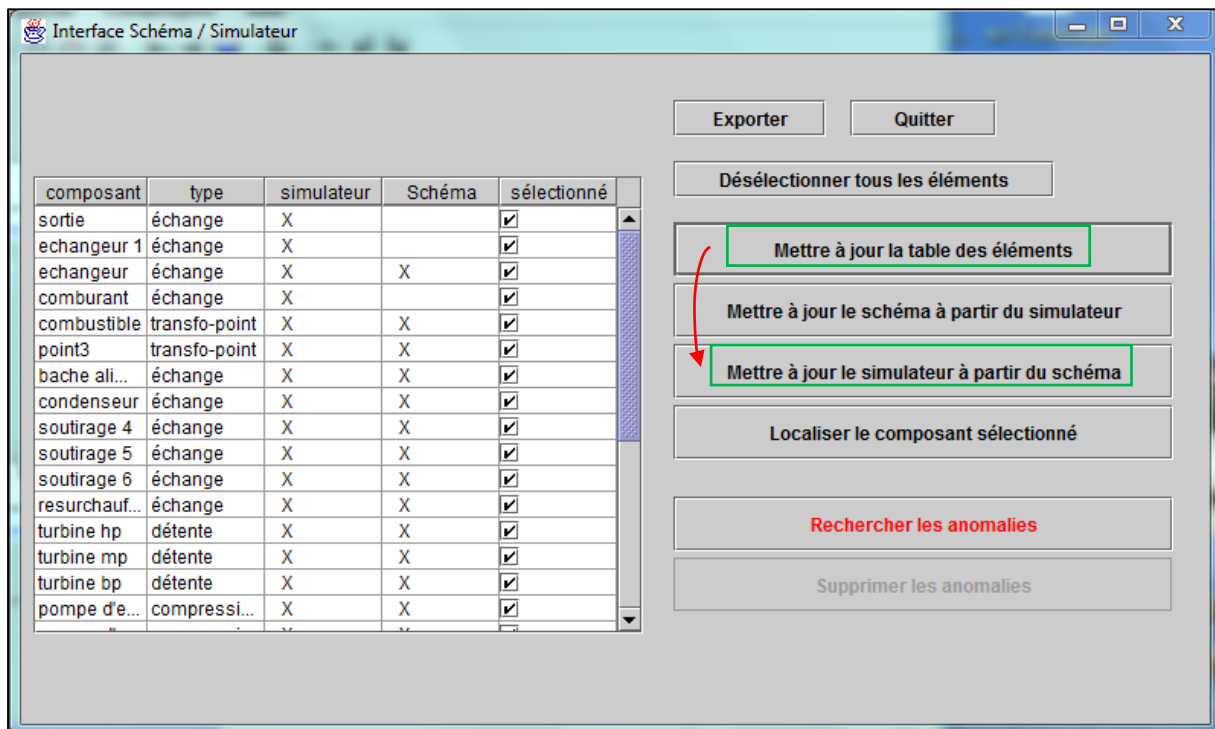 Interface Schéma / Simulateur
Exporter Quitter
Désélectionner tous les éléments
composant type simulateur Schéma sélectionné
sortie échange X
echangeur 1 échange X
echangeur échange X X
comburant échange X
combustible transfo-point X X
point3 transfo-point X X
bache ali... échange X X
condenseur échange X X
soutirage 4 échange X X
soutirage 5 échange X X
soutirage 6 échange X X
resurchauf... échange X X
turbine hp détente X X
turbine mp détente X X
turbine bp détente X X
pompe d'e... compressi... X X
Mettre à jour la table des éléments
Mettre à jour le schéma à partir du simulateur
Mettre à jour le simulateur à partir du schéma
Localiser le composant sélectionné
Rechercher les anomalies
Supprimer les anomalies